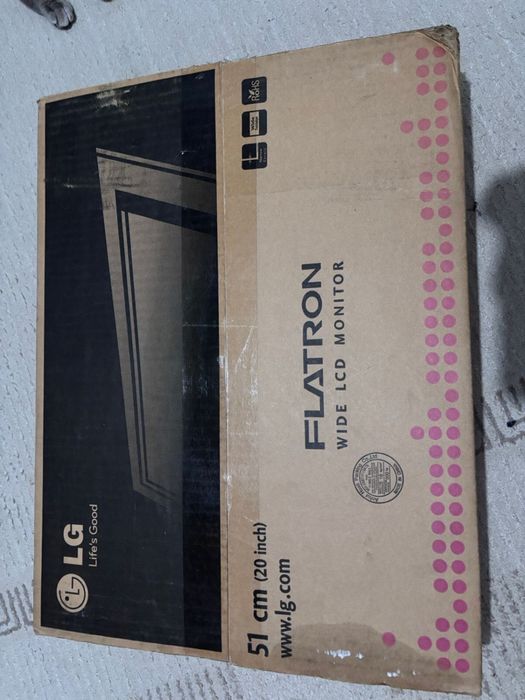 LG
Life's Good
FLATRON
WIDE LCD MONITOR
51 cm (20 inch)
www.lg.com
RoHS